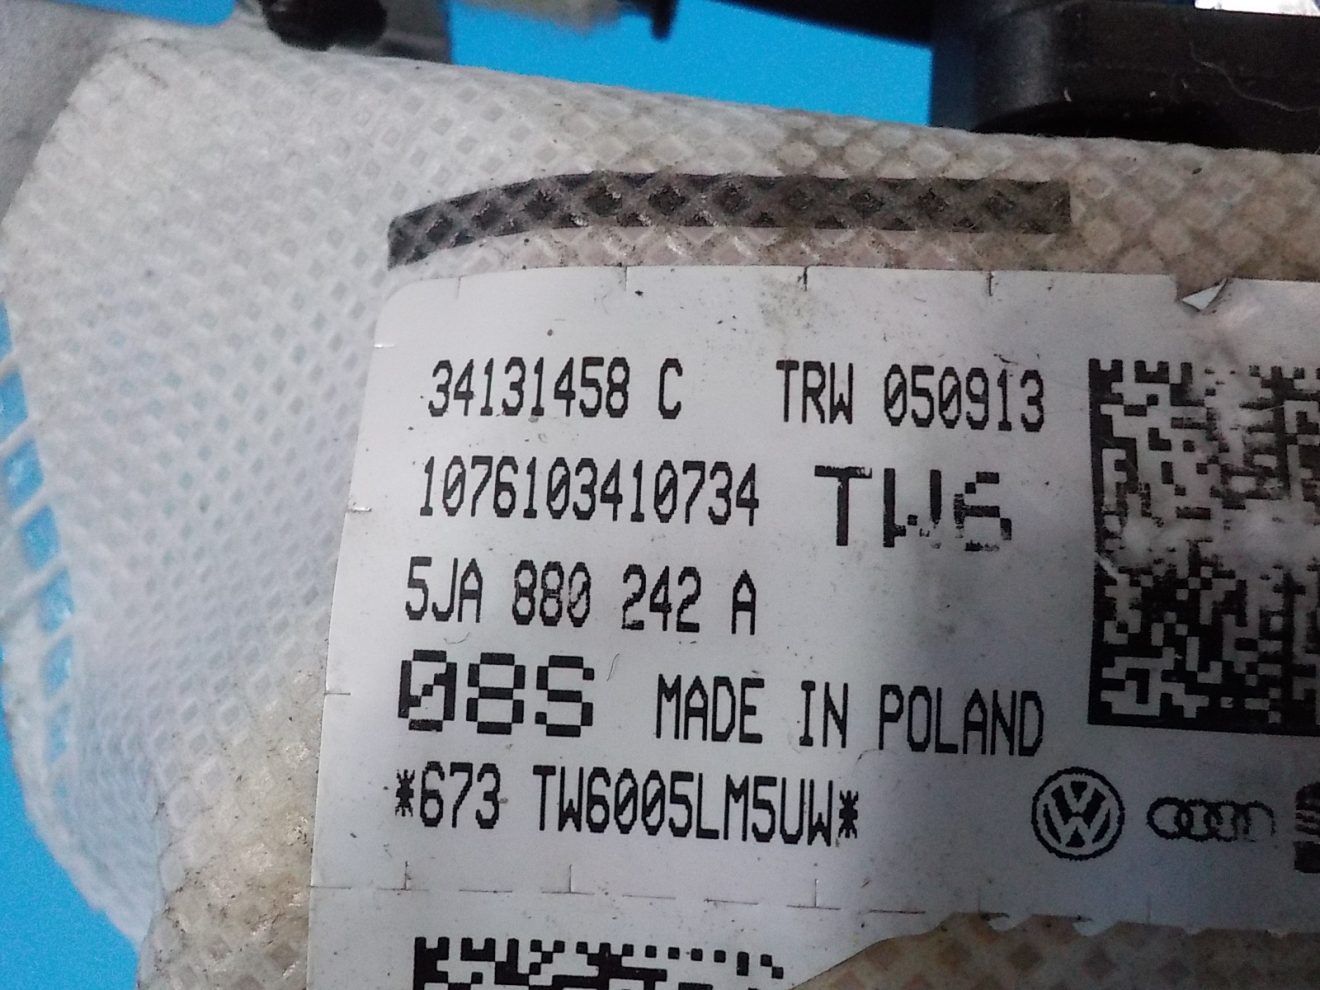 34131458 C TRW 050913
1076103410734 TW6
5JA 880 242 A
08S MADE IN POLAND
*673 TW6005LM5UW*